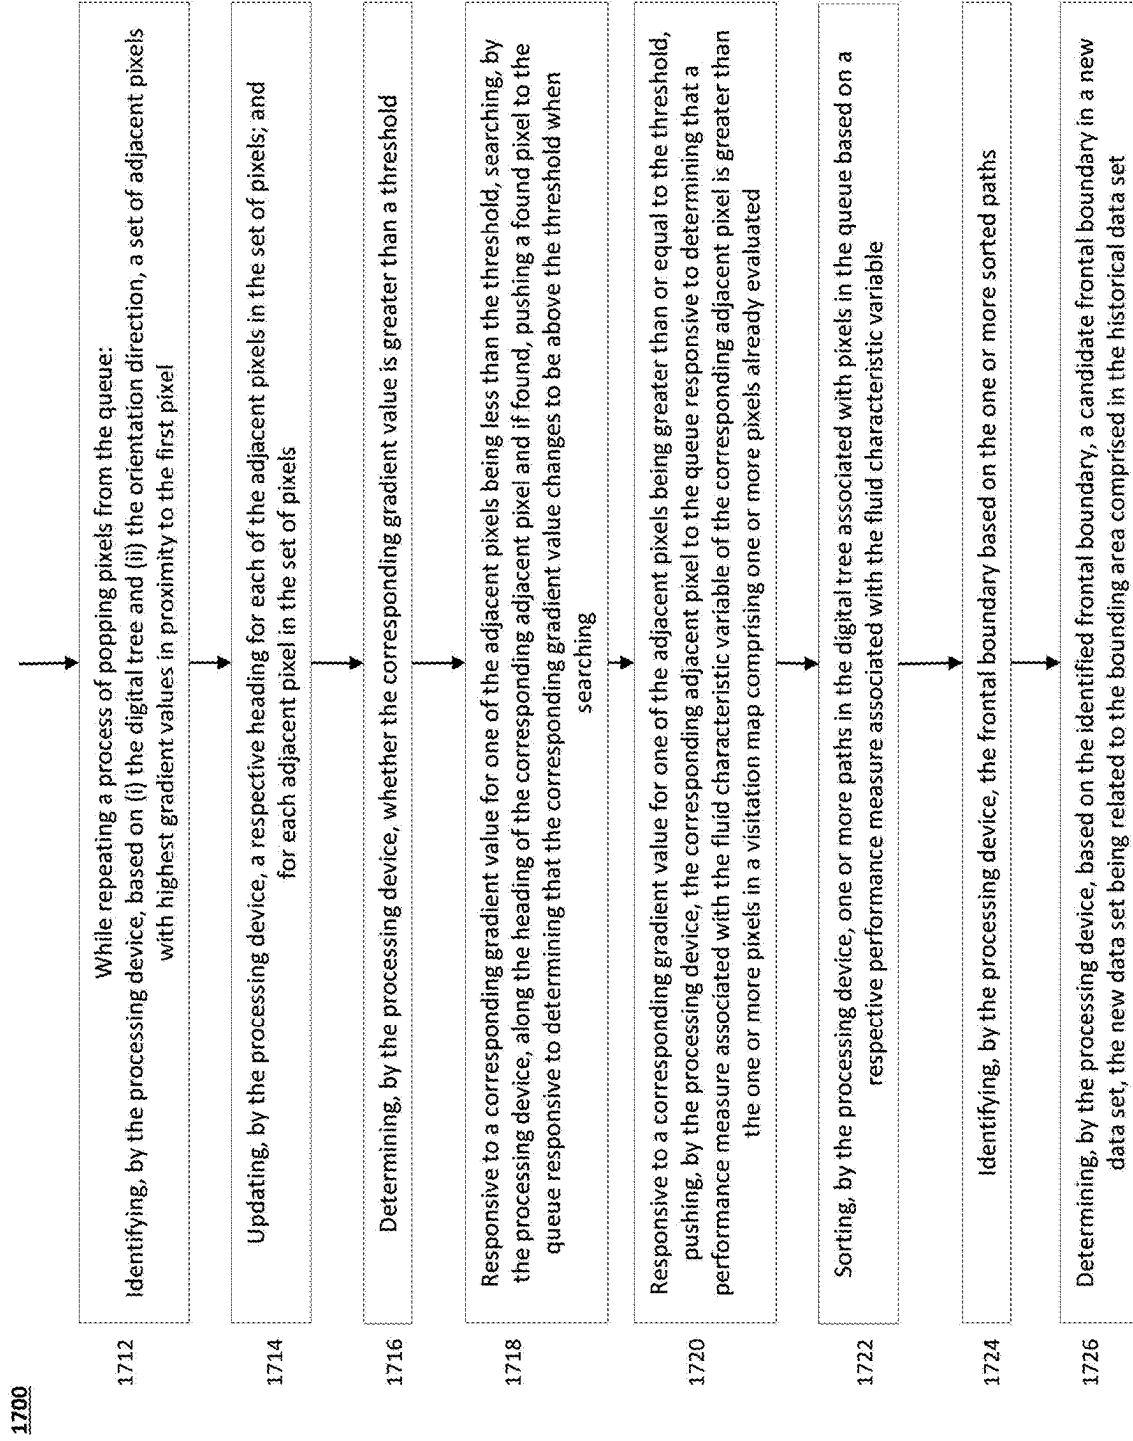 1700
1712
While repeating a process of popping pixels from the queue:
Identifying, by the processing device, based on (i) the digital tree and (ii) the orientation direction, a set of adjacent pixels
with highest gradient values in proximity to the first pixel
1714
Updating, by the processing device, a respective heading for each of the adjacent pixels in the set of pixels; and
for each adjacent pixel in the set of pixels
1716
Determining, by the processing device, whether the corresponding gradient value is greater than a threshold
1718
Responsive to a corresponding gradient value for one of the adjacent pixels being less than the threshold, searching, by
the processing device, along the heading of the corresponding adjacent pixel and if found, pushing a found pixel to the
queue responsive to determining that the corresponding gradient value changes to be above the threshold when
searching
1720
Responsive to a corresponding gradient value for one of the adjacent pixels being greater than or equal to the threshold,
pushing, by the processing device, the corresponding adjacent pixel to the queue responsive to determining that a
performance measure associated with the fluid characteristic variable of the corresponding adjacent pixel is greater than
the one or more pixels in a visitation map comprising one or more pixels already evaluated
1722
Sorting, by the processing device, one or more paths in the digital tree associated with pixels in the queue based on a
respective performance measure associated with the fluid characteristic variable
1724
Identifying, by the processing device, the frontal boundary based on the one or more sorted paths
1726
Determining, by the processing device, based on the identified frontal boundary, a candidate frontal boundary in a new
data set, the new data set being related to the bounding area comprised in the historical data set